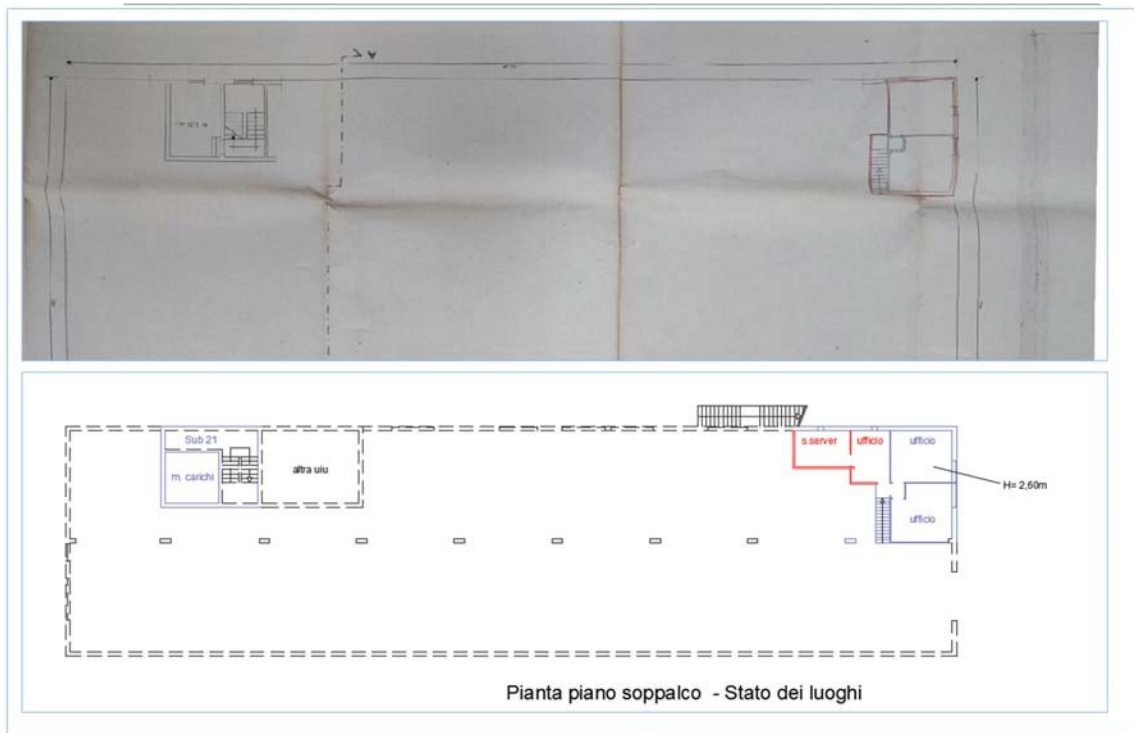 A
Sub 21
m. carichi
altra uiu
s.server
ufficio
ufficio
H= 2,60m
ufficio
Pianta piano soppalco - Stato dei luoghi